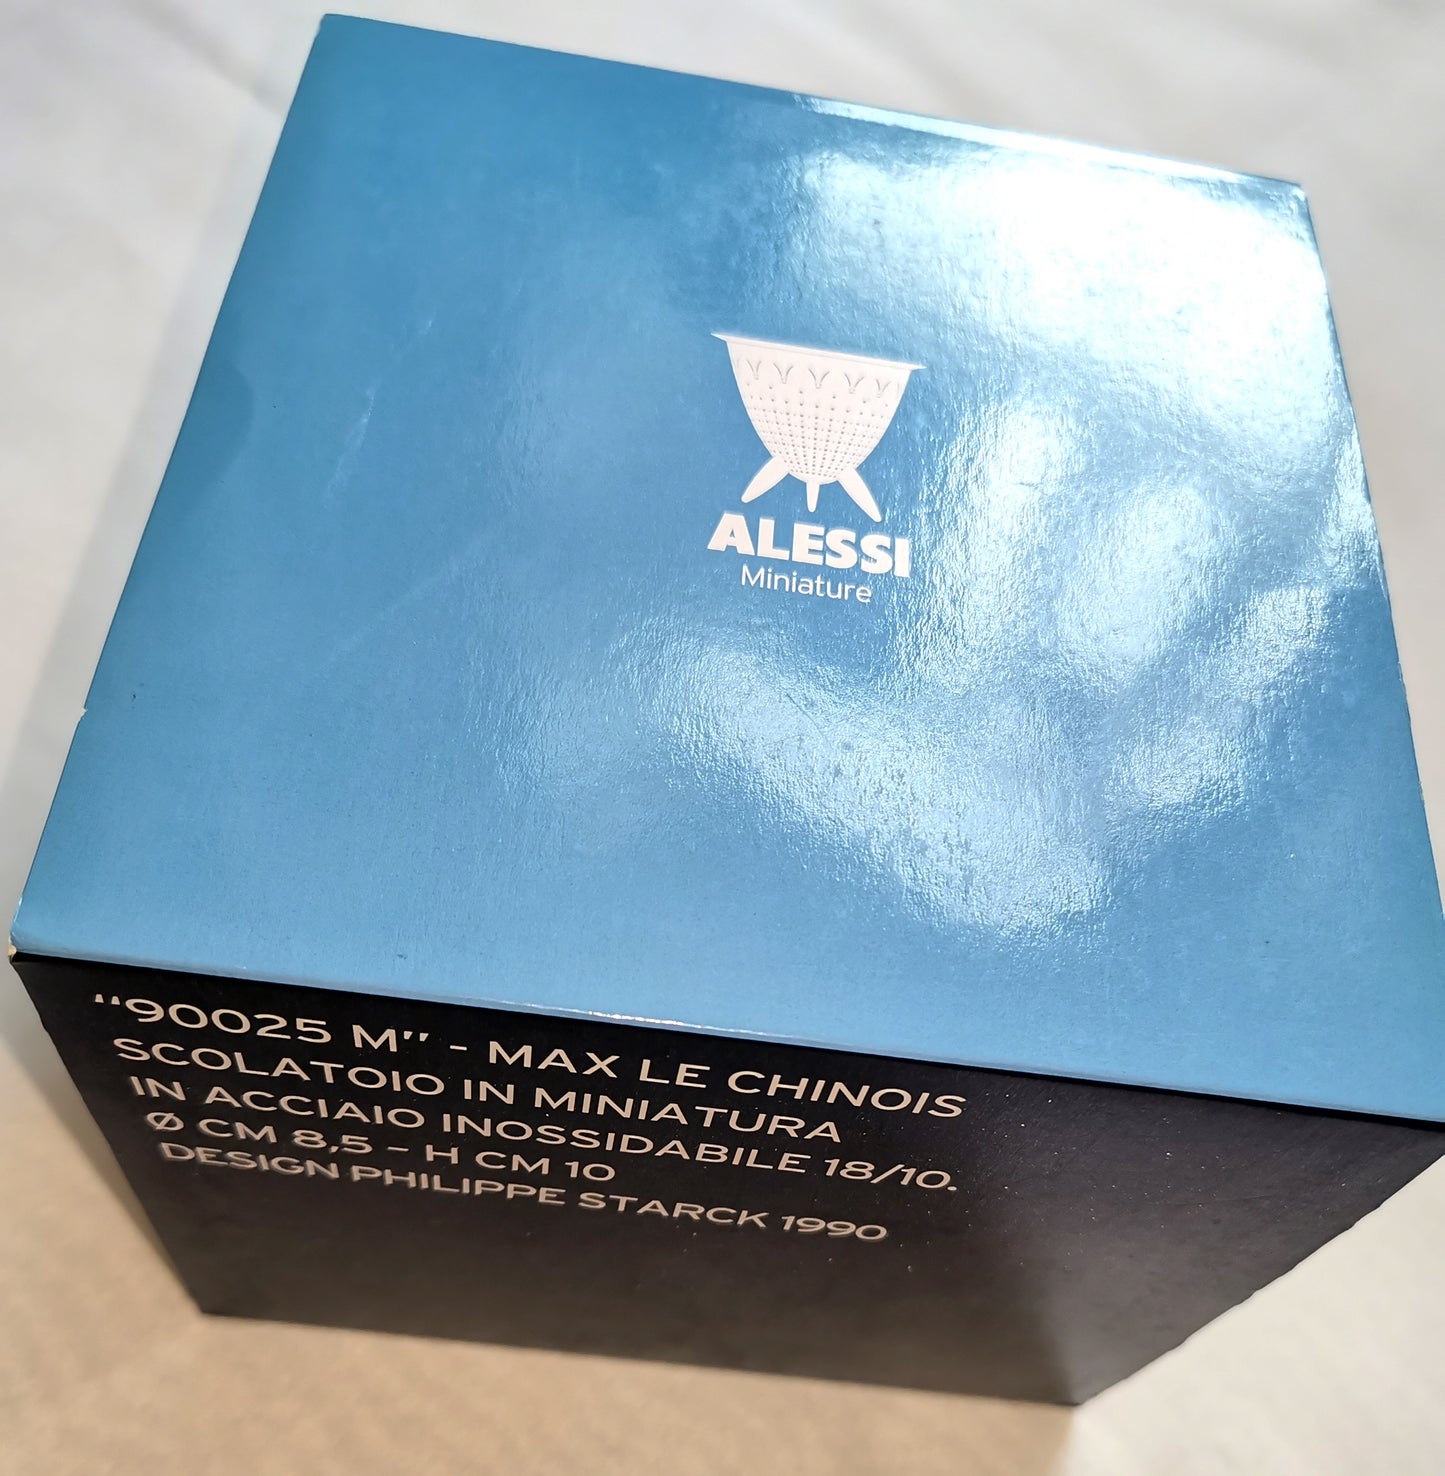 ALESSI
Miniature
“90025 M” - MAX LE CHINOIS
SCOLATOIO IN MINIATURA
IN ACCIAIO INOSSIDABILE 18/10.
Ø CM 8,5 - H CM 10
DESIGN PHILIPPE STARCK 1990